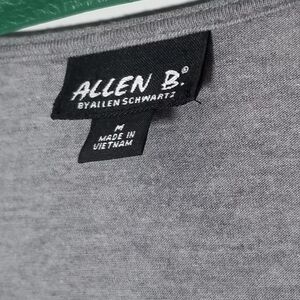 ALLEN B.®
BY ALLEN SCHWARTZ
M
MADE IN
VIETNAM